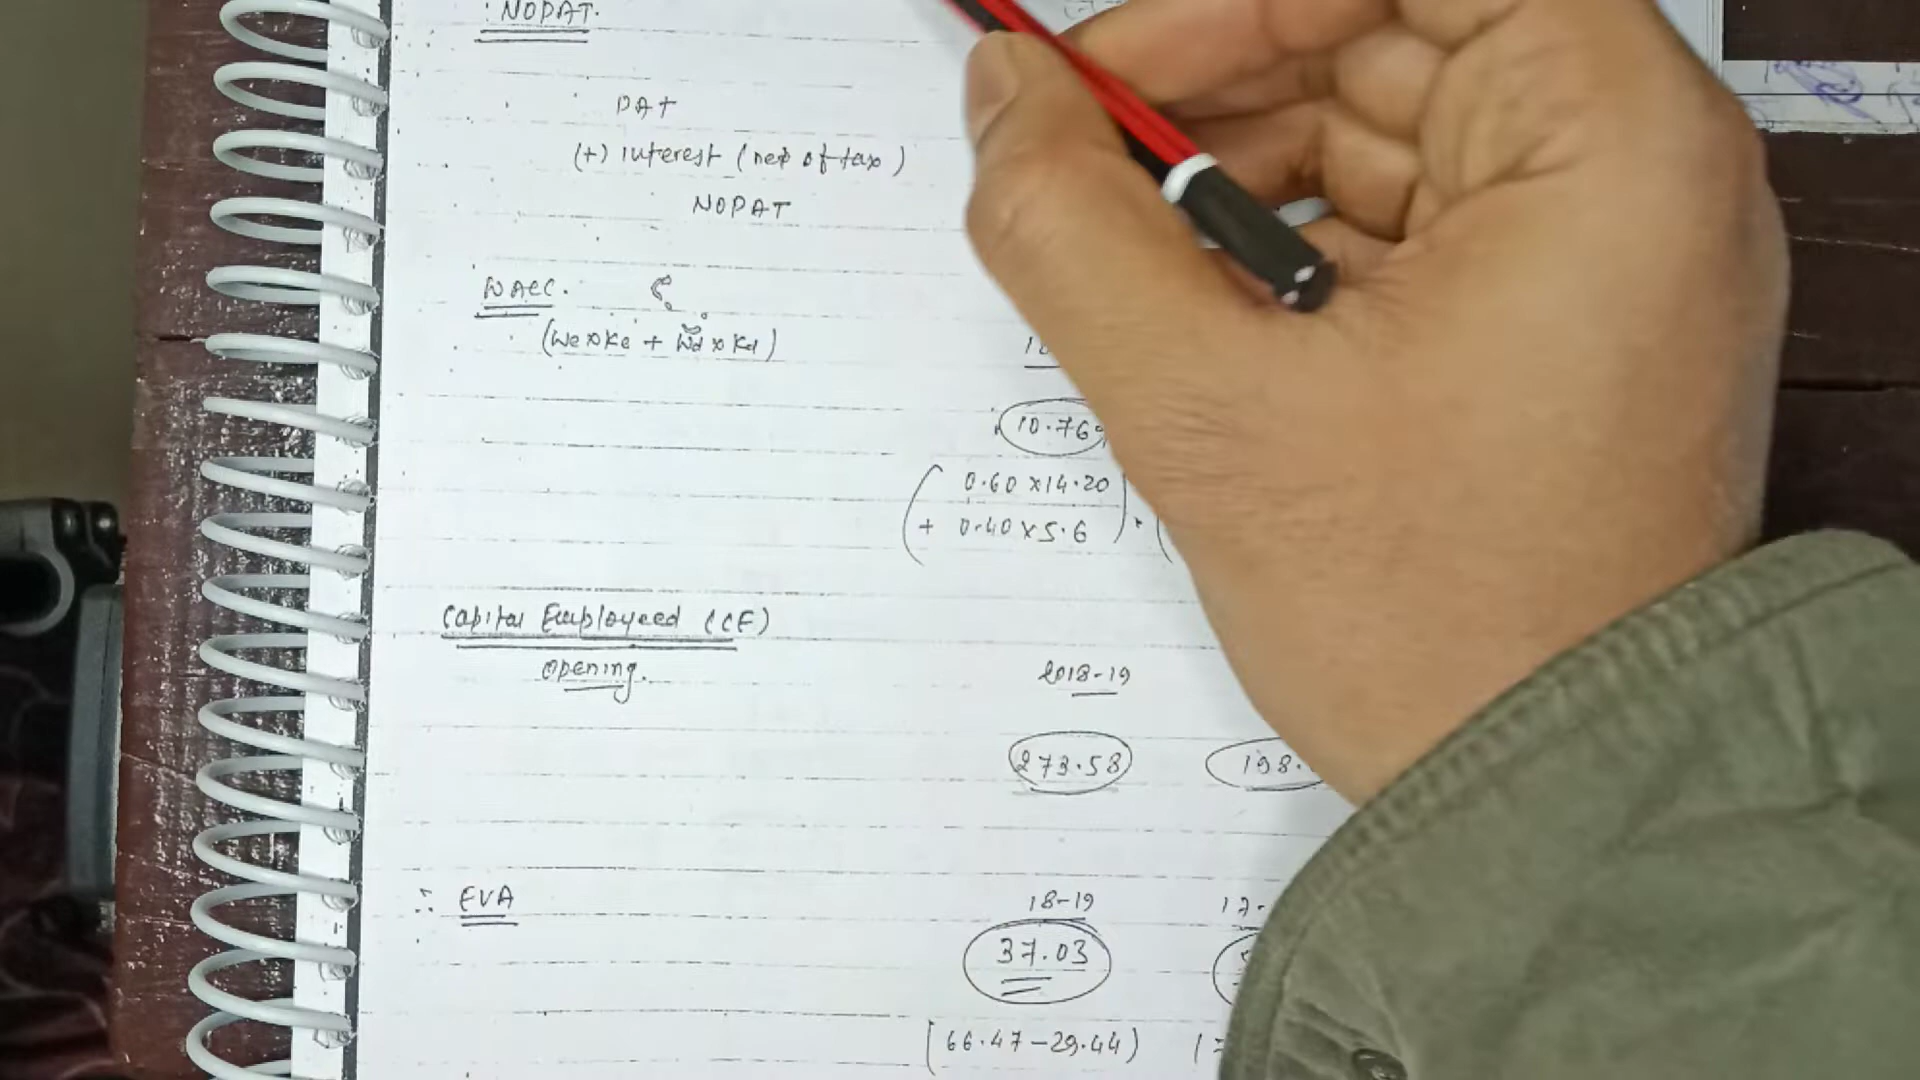 : NOPAT.
PAT
(+) interest (net of tax)
NOPAT
WACC.
(We×Ke + Wd×Kd)
10.76%
( 0.60 ×14.20
+ 0.40×5.6 )
Capital Employeed (CE)
opening.
2018-19
273.58 198.
∴ EVA 18-19 17-
37.03
(66.47-29.44)